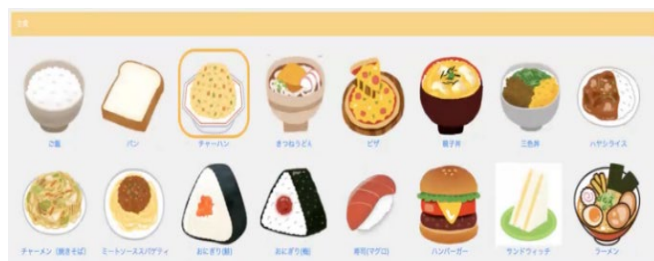 主食
ご飯
パン
チャーハン
きつねうどん
ピザ
親子丼
三色丼
ハヤシライス
チャーメン (焼きそば)
ミートソーススパゲティ
おにぎり(鮭)
おにぎり(梅)
寿司(マグロ)
ハンバーガー
サンドウィッチ
ラーメン